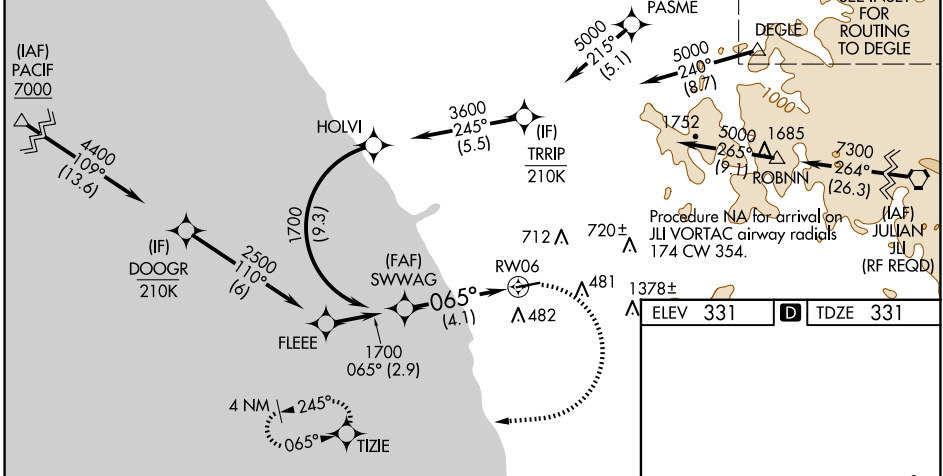 SEE INSET
FOR
ROUTING
TO DEGLE
PASME
5000
215°
(5.1)
DEGLE
5000
240°
(8.7)
(IAF)
PACIF
7000
4400
109°
(13.6)
HOLVI
3600
245°
(5.5)
(IF)
TRRIP
210K
1000
1752
5000
265°
(9.1)
1685
ROBNN
7300
264°
(26.3)
(IAF)
JULIAN
JLI
(RF REQD)
Procedure NA for arrival on
JLI VORTAC airway radials
174 CW 354.
1700
(9.3)
(IF)
DOOGR
210K
2500
110°
(6)
(FAF)
SWWAG
065°
(4.1)
RW06
712
720±
481
482
1378±
FLEEE
1700
065° (2.9)
4 NM
245°
065°
TIZIE
ELEV 331
D
TDZE 331